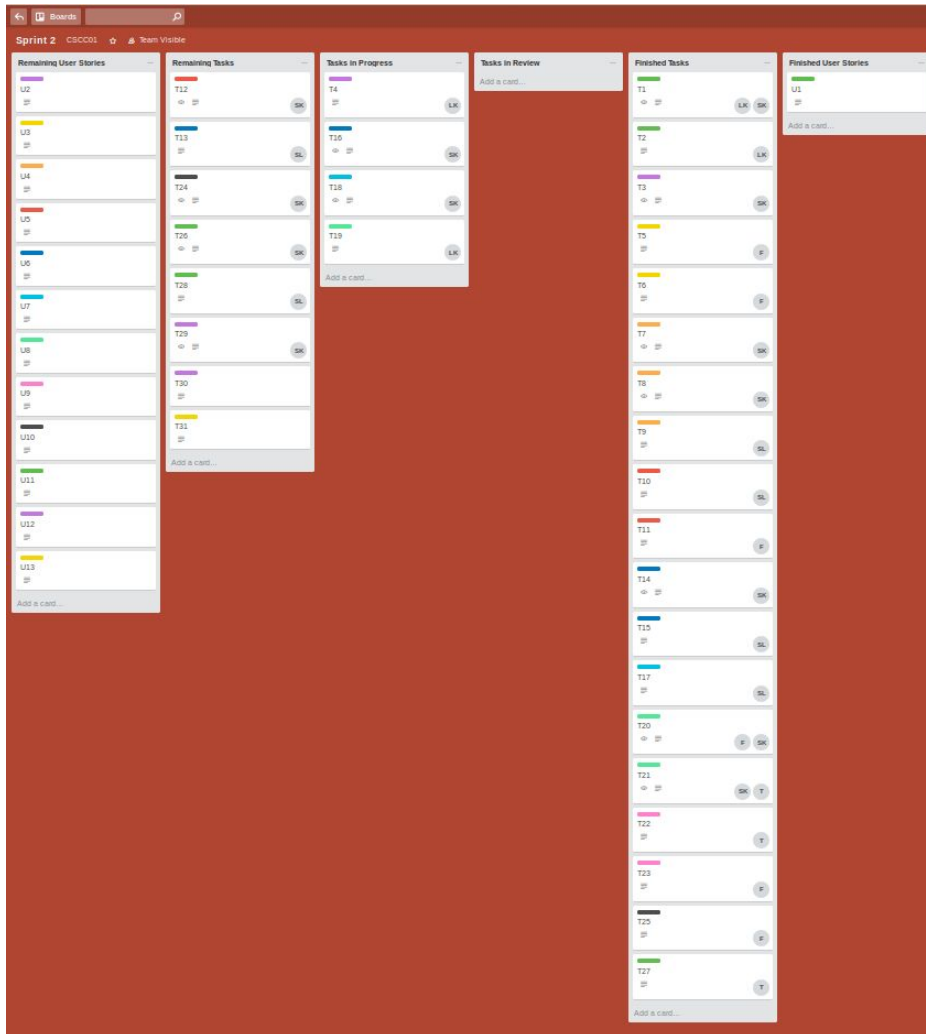 Boards
Sprint 2 CSCC01 Team Visible
Remaining User Stories
U2
U3
U4
U5
U6
U7
U8
U9
U10
U11
U12
U13
Add a card...
Remaining Tasks
T12
SK
T13
SL
T24
SK
T26
SK
T28
SL
T29
SK
T30
T31
Add a card...
Tasks in Progress
T4
LK
T16
SK
T18
SK
T19
LK
Add a card...
Tasks in Review
Add a card...
Finished Tasks
T1
LK SK
T2
LK
T3
SK
T5
F
T6
F
T7
SK
T8
SK
T9
SL
T10
SL
T11
F
T14
SK
T15
SL
T17
SL
T20
F SK
T21
SK T
T22
T
T23
F
T25
F
T27
T
Add a card...
Finished User Stories
U1
Add a card...